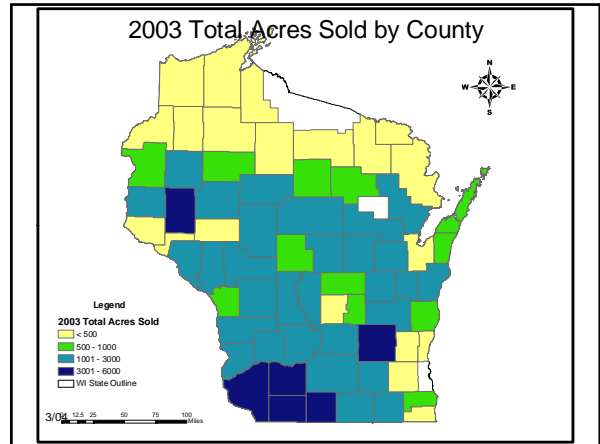 2003 Total Acres Sold by County
N
W E
S
Legend
2003 Total Acres Sold
< 500
500 - 1000
1001 - 3000
3001 - 6000
WI State Outline
3/04
12.5 25 50 75 100
Miles